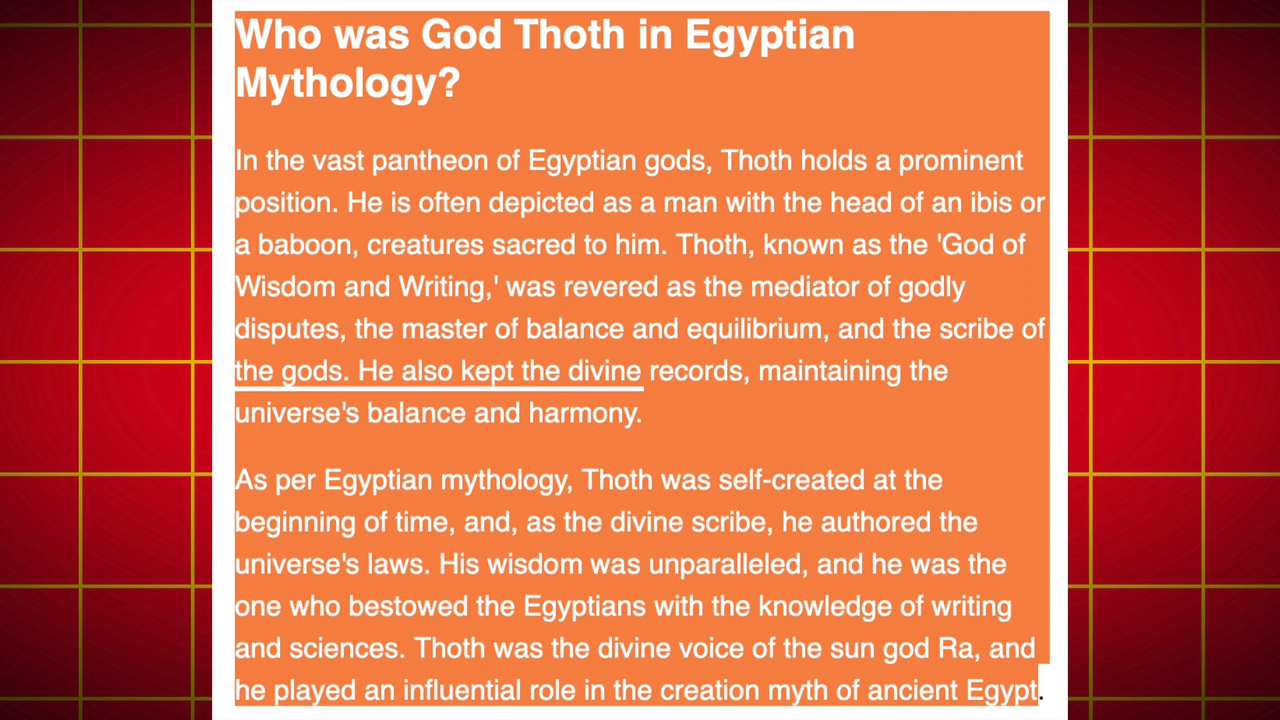 Who was God Thoth in Egyptian
Mythology?
In the vast pantheon of Egyptian gods, Thoth holds a prominent
position. He is often depicted as a man with the head of an ibis or
a baboon, creatures sacred to him. Thoth, known as the 'God of
Wisdom and Writing,' was revered as the mediator of godly
disputes, the master of balance and equilibrium, and the scribe of
the gods. He also kept the divine records, maintaining the
universe's balance and harmony.
As per Egyptian mythology, Thoth was self-created at the
beginning of time, and, as the divine scribe, he authored the
universe's laws. His wisdom was unparalleled, and he was the
one who bestowed the Egyptians with the knowledge of writing
and sciences. Thoth was the divine voice of the sun god Ra, and
he played an influential role in the creation myth of ancient Egypt.